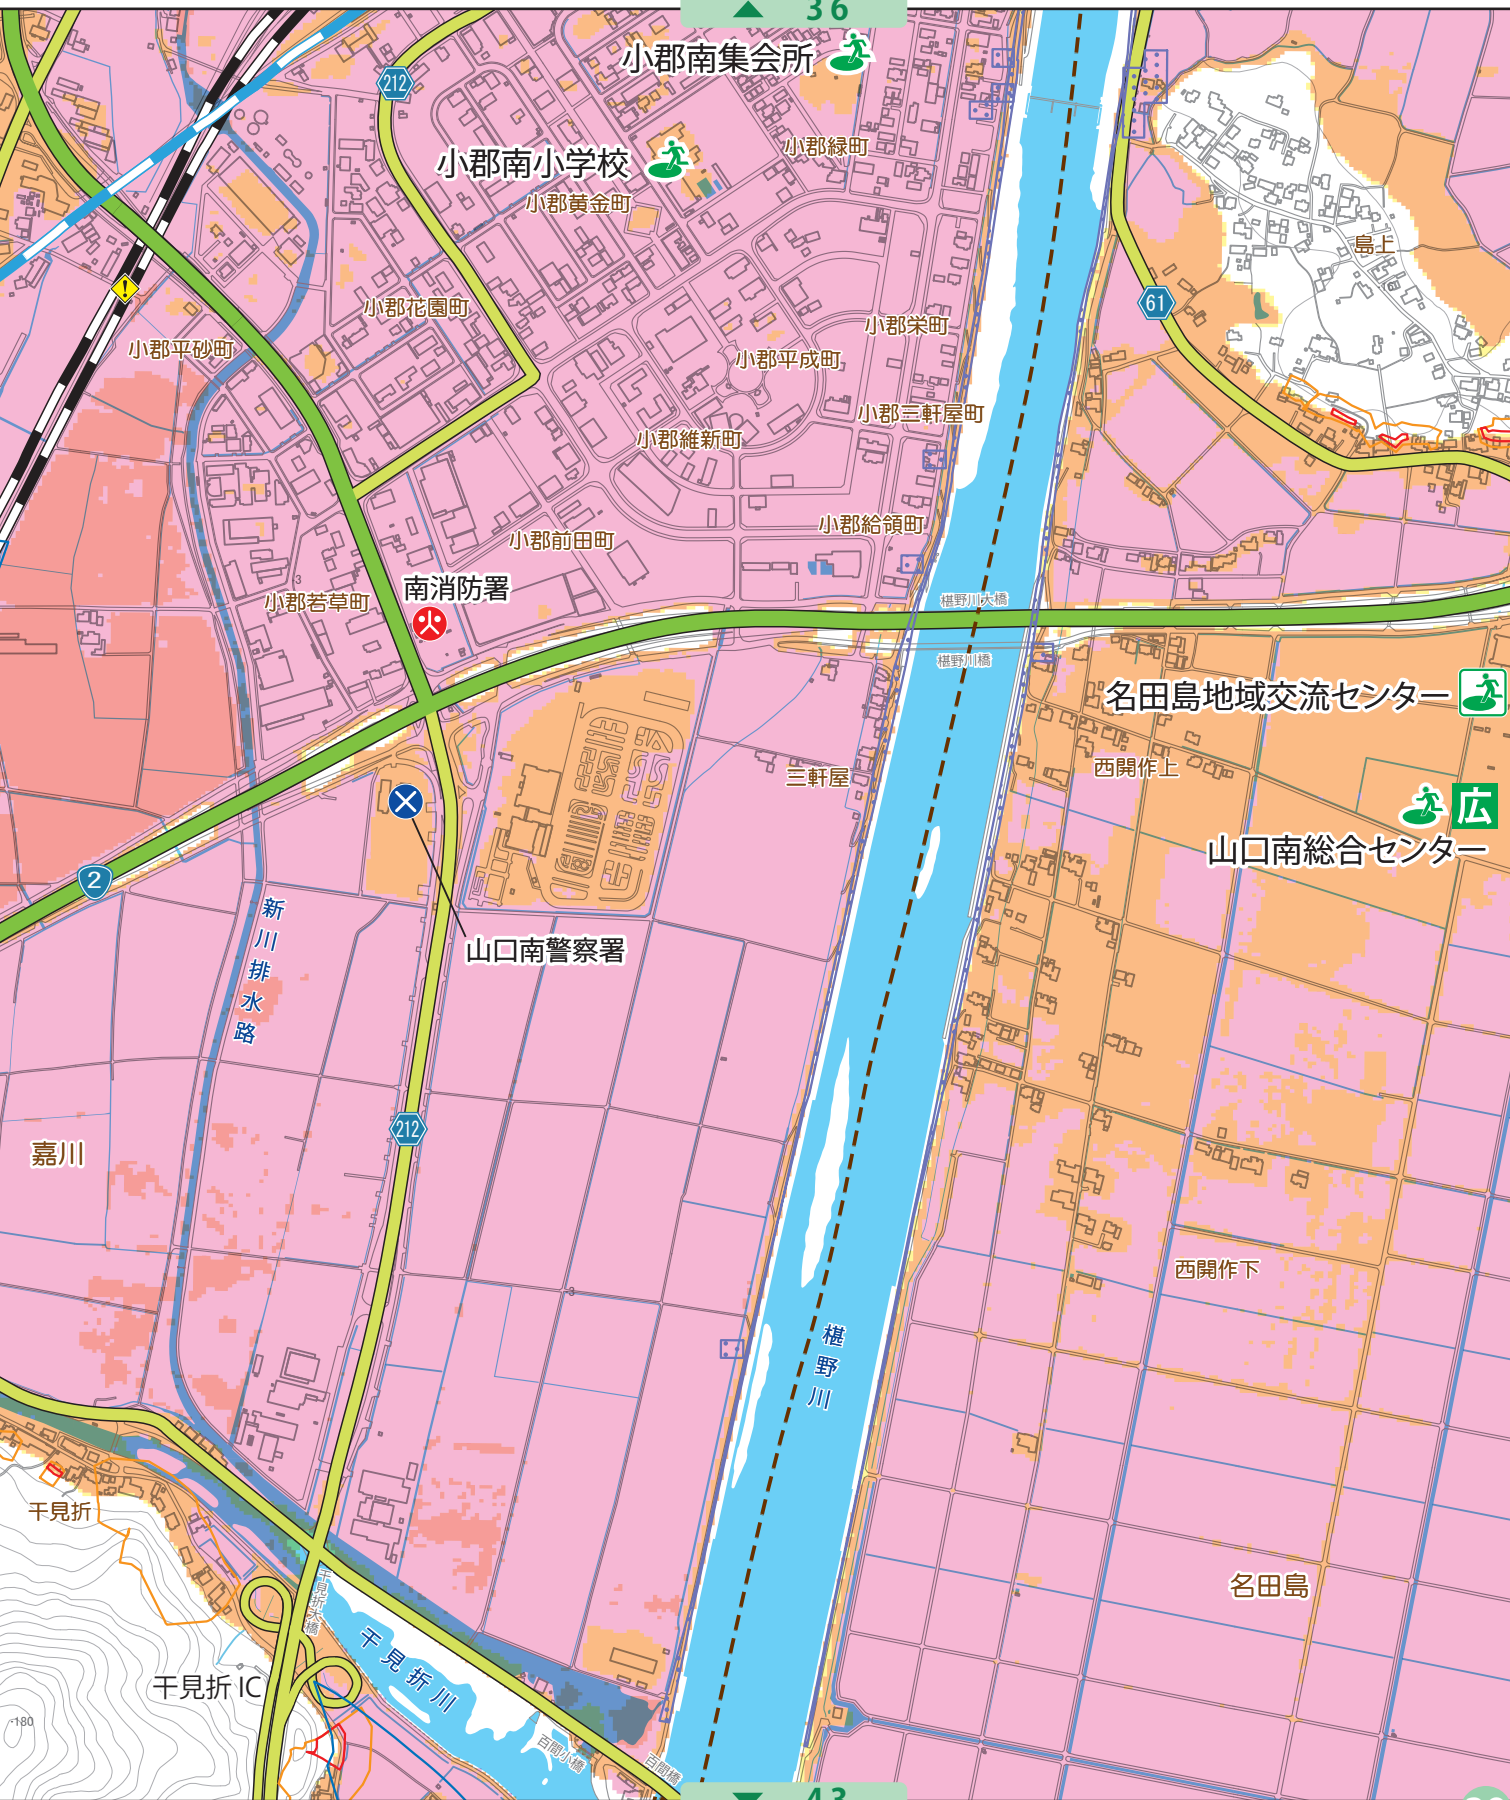 36
小郡南集会所
212
小郡緑町
小郡南小学校
小郡黄金町
島上
61
小郡花園町
小郡栄町
小郡平砂町
小郡平成町
小郡三軒屋町
小郡維新町
小郡給領町
小郡前田町
3
南消防署
小郡若草町
椹野川大橋
椹野川橋
名田島地域交流センター
西開作上
三軒屋
広
山口南総合センター
2
新川排水路
山口南警察署
212
嘉川
西開作下
3
椹野川
干見折
名田島
干見折大橋
干見折川
干見折 IC
180
百間小橋
百間橋
43